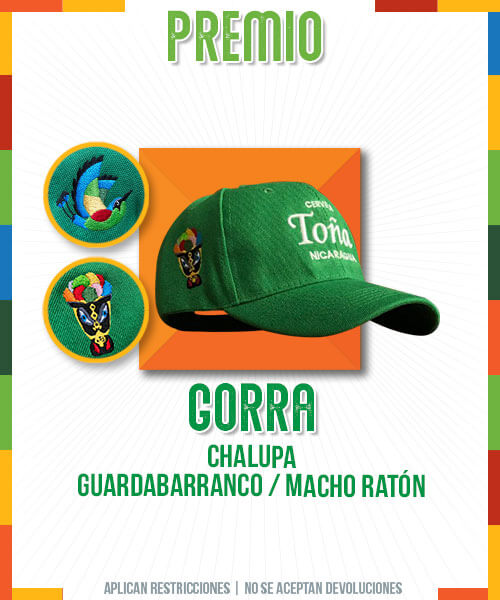 PREMIO
CERVEZA
Toña
NICARAGUA
GORRA
CHALUPA
GUARDABARRANCO / MACHO RATÓN
APLICAN RESTRICCIONES | NO SE ACEPTAN DEVOLUCIONES